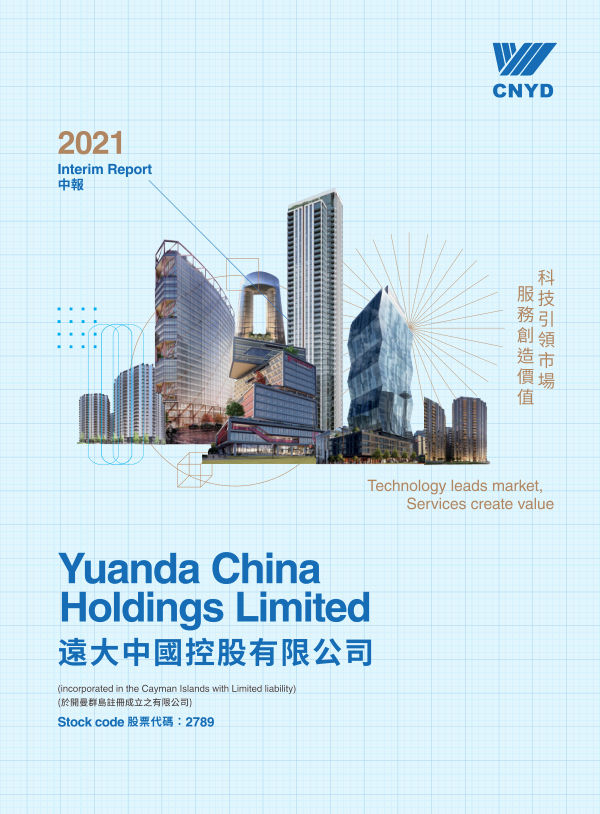 CNYD
2021
Interim Report
中報
科技引領市場
服務創造價值
Technology leads market,
Services create value
Yuanda China
Holdings Limited
遠大中國控股有限公司
(incorporated in the Cayman Islands with Limited liability)
(於開曼群島註冊成立之有限公司)
Stock code 股票代碼：2789